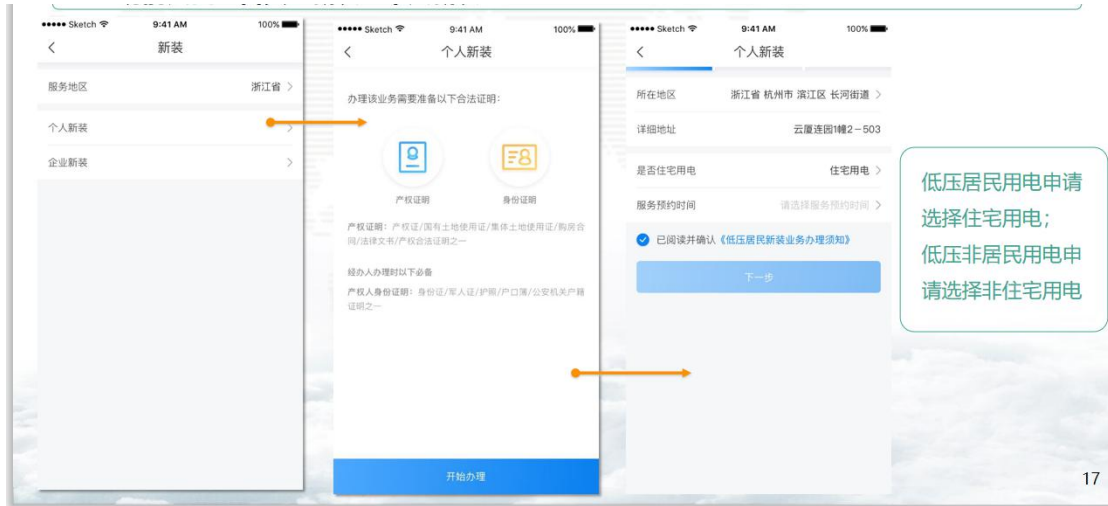 ••••• Sketch 9:41 AM 100%
新装
服务地区 浙江省
个人新装
企业新装
••••• Sketch 9:41 AM 100%
个人新装
办理该业务需要准备以下合法证明：
产权证明 身份证明
产权证明：产权证/国有土地使用证/集体土地使用证/购房合
同/法律文书/产权合法证明之一
经办人办理时以下必备
产权人身份证明：身份证/军人证/护照/户口簿/公安机关户籍
证明之一
开始办理
••••• Sketch 9:41 AM 100%
个人新装
所在地区 浙江省 杭州市 滨江区 长河街道
详细地址 云厦连园1幢2－503
是否住宅用电 住宅用电
服务预约时间 请选择服务预约时间
已阅读并确认《低压居民新装业务办理须知》
下一步
低压居民用电申请
选择住宅用电；
低压非居民用电申
请选择非住宅用电
17